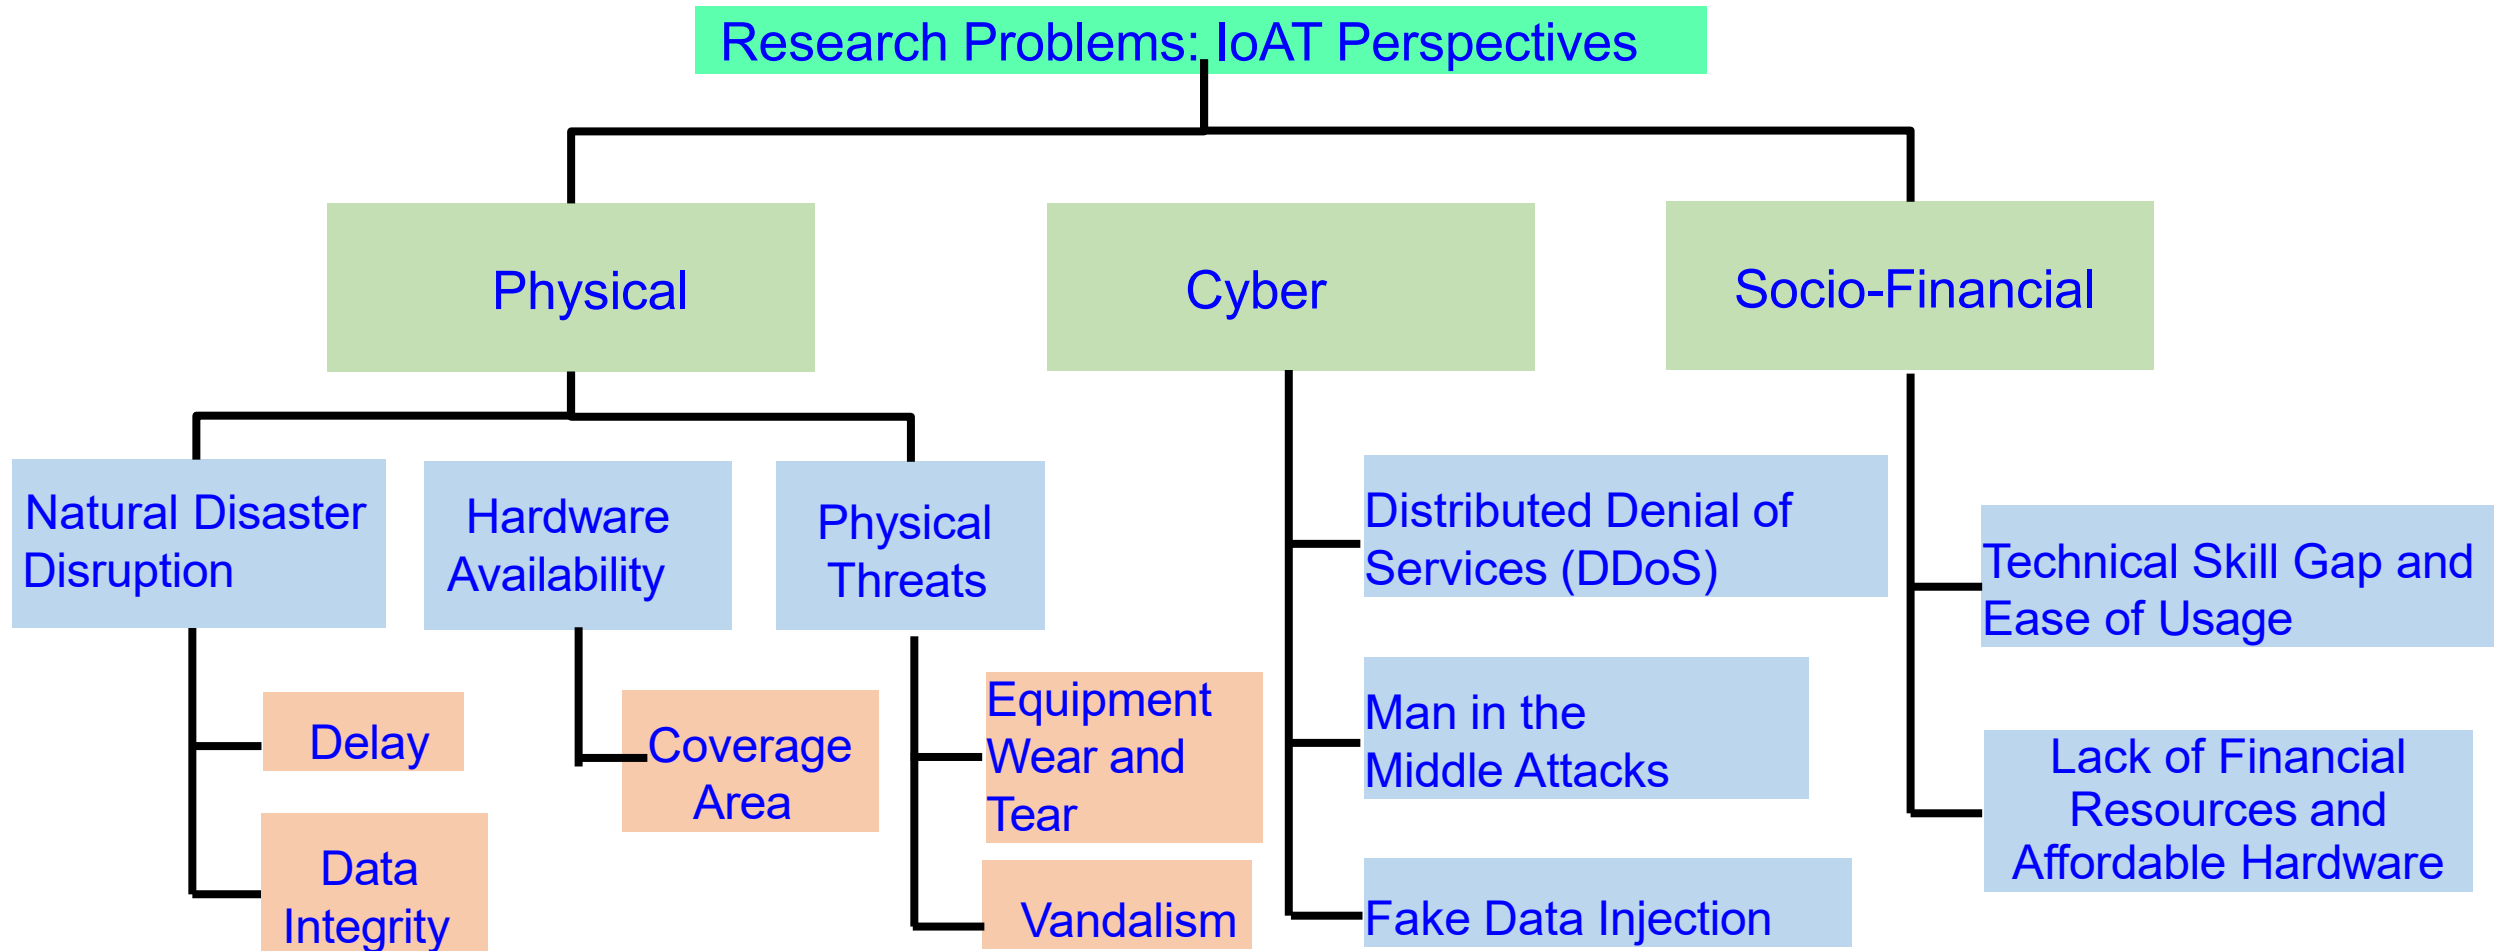 Research Problems: IoAT Perspectives
Physical
Cyber
Socio-Financial
Natural Disaster
Disruption
Hardware
Availability
Physical
Threats
Distributed Denial of
Services (DDoS)
Technical Skill Gap and
Ease of Usage
Delay
Data
Integrity
Coverage
Area
Equipment
Wear and
Tear
Vandalism
Man in the
Middle Attacks
Fake Data Injection
Lack of Financial
Resources and
Affordable Hardware